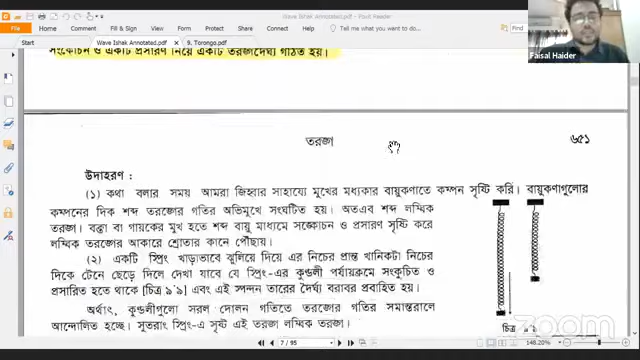 Wave Ishak Annotated.pdf - Foxit Reader
File Home Comment Fill & Sign View Form Protect Share Connect Help Tell me what you want to do... Find
Start Wave Ishak Annotated.pdf 9. Torongo.pdf
Faisal Haider
সংকোচন ও একটি প্রসারণ নিয়ে একটি তরঙ্গদৈর্ঘ্য গঠিত হয়।
তরঙ্গ ৬৫১
উদাহরণ :
(১) কথা বলার সময় আমরা জিহ্বার সাহায্যে মুখের মধ্যকার বায়ুকণাতে কম্পন সৃষ্টি করি। বায়ুকণাগুলোর
কম্পনের দিক শব্দ তরঙ্গের গতির অভিমুখে সংঘটিত হয়। অতএব শব্দ লম্বিক
তরঙ্গ। বক্তা বা গায়কের মুখ হতে শব্দ বায়ু মাধ্যমে সঙ্কোচন ও প্রসারণ সৃষ্টি করে
লম্বিক তরঙ্গের আকারে শ্রোতার কানে পৌঁছায়।
(২) একটি স্প্রিং খাড়াভাবে ঝুলিয়ে দিয়ে এর নিচের প্রান্ত খানিকটা নিচের
দিকে টেনে ছেড়ে দিলে দেখা যাবে যে স্প্রিং-এর কুণ্ডলী পর্যায়ক্রমে সংকুচিত ও
প্রসারিত হতে থাকে [চিত্র ৯'৯] এবং এই স্পন্দন তারের দৈর্ঘ্য বরাবর প্রবাহিত হয়।
অর্থাৎ, কুণ্ডলীগুলো সরল দোলন গতিতে তরঙ্গের গতির সমান্তরালে
আন্দোলিত হচ্ছে। সুতরাং স্প্রিং-এ সৃষ্ট এই তরঙ্গ লম্বিক তরঙ্গ।
চিত্র
zoom
7 / 95 148.20%